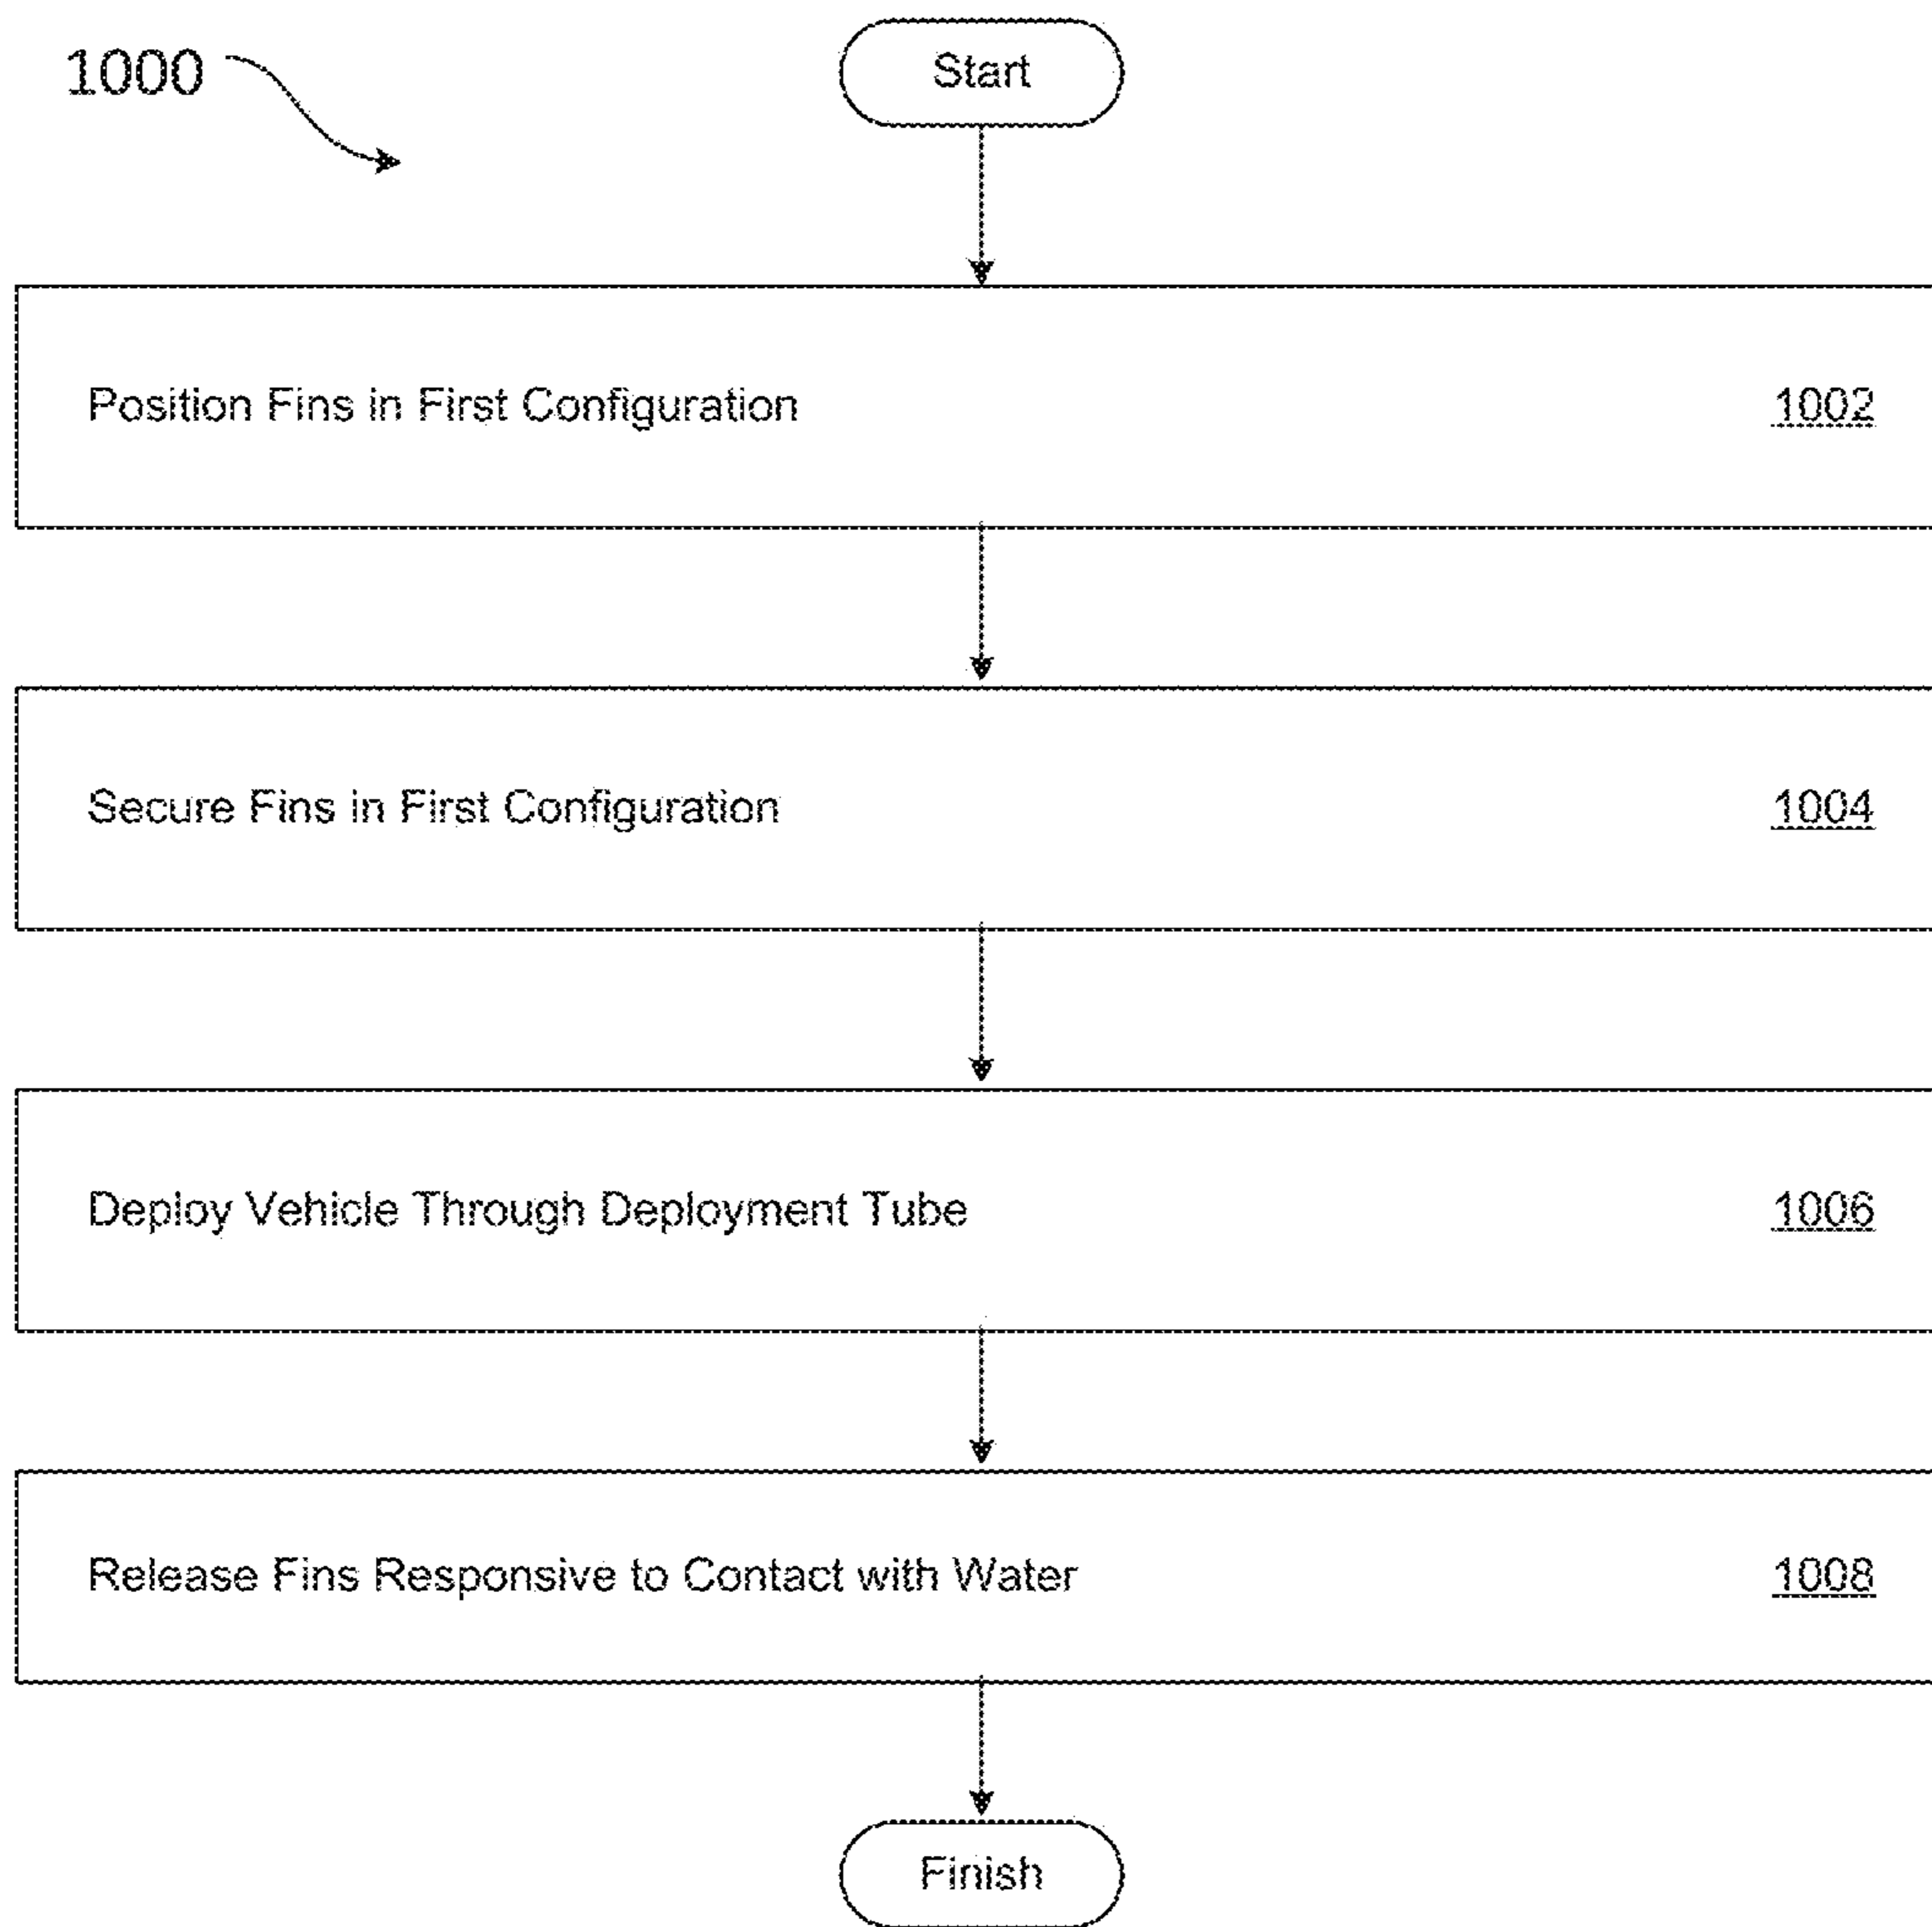 1000
Start
Position Fins in First Configuration 1002
Secure Fins in First Configuration 1004
Deploy Vehicle Through Deployment Tube 1006
Release Fins Responsive to Contact with Water 1008
Finish